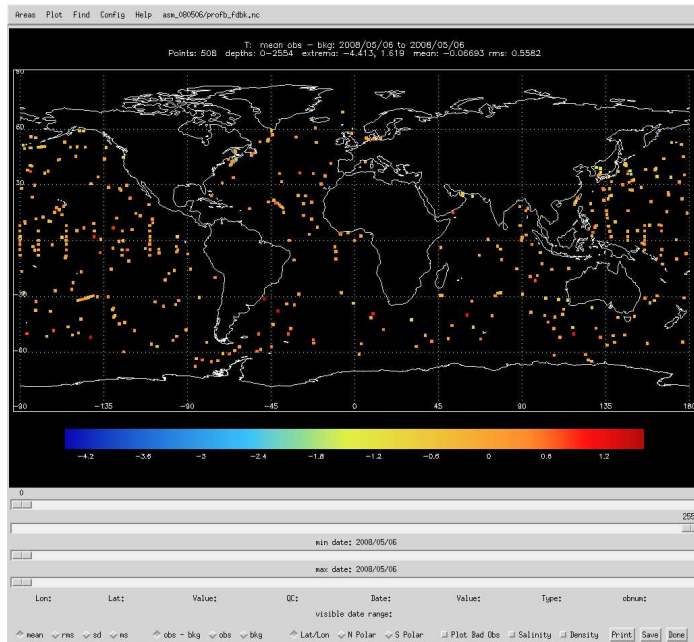 Areas Plot Find Config Help asm_080506/profb_fdbk.nc
T: mean obs - bkg: 2008/05/06 to 2008/05/06
Points: 508 depths: 0-2554 extrema: -4.413, 1.619 mean: -0.06693 rms: 0.5582
90
60
30
0
-30
-60
-90 -135 -90 -45 0 45 90 135 180
-4.2 -3.6 -3 -2.4 -1.8 -1.2 -0.6 0 0.6 1.2
0
255
min date: 2008/05/06
max date: 2008/05/06
Lon: Lat: Value: QC: Date: Value: Type: obnum:
visible date range:
mean rms sd ms obs - bkg obs bkg Lat/Lon N Polar S Polar Plot Bad Obs Salinity Density Print Save Done